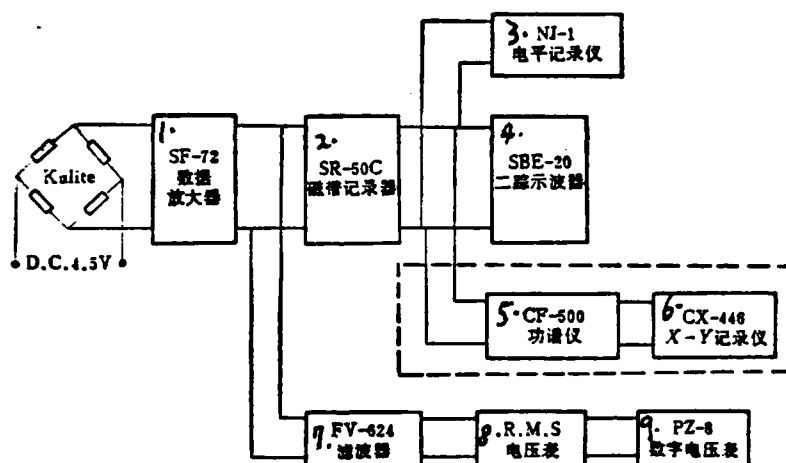 3. NJ-1
电平记录仪
1.
SF-72
数据
放大器
2.
SR-50C
磁带记录器
4.
SBE-20
二踪示波器
Kulite
D.C.4.5V
5. CF-500
功谱仪
6. CX-446
X-Y记录仪
7. FV-624
滤波器
8. R.M.S
电压表
9. PZ-8
数字电压表